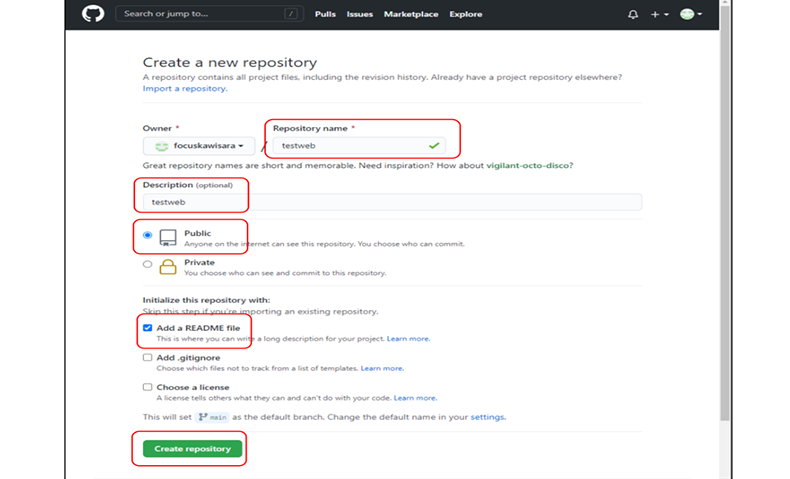 Search or jump to... / Pulls Issues Marketplace Explore
Create a new repository
A repository contains all project files, including the revision history. Already have a project repository elsewhere?
Import a repository.
Owner * Repository name *
focuskawisara / testweb
Great repository names are short and memorable. Need inspiration? How about vigilant-octo-disco?
Description (optional)
testweb
Public
Anyone on the internet can see this repository. You choose who can commit.
Private
You choose who can see and commit to this repository.
Initialize this repository with:
Skip this step if you're importing an existing repository.
Add a README file
This is where you can write a long description for your project. Learn more.
Add .gitignore
Choose which files not to track from a list of templates. Learn more.
Choose a license
A license tells others what they can and can't do with your code. Learn more.
This will set main as the default branch. Change the default name in your settings.
Create repository